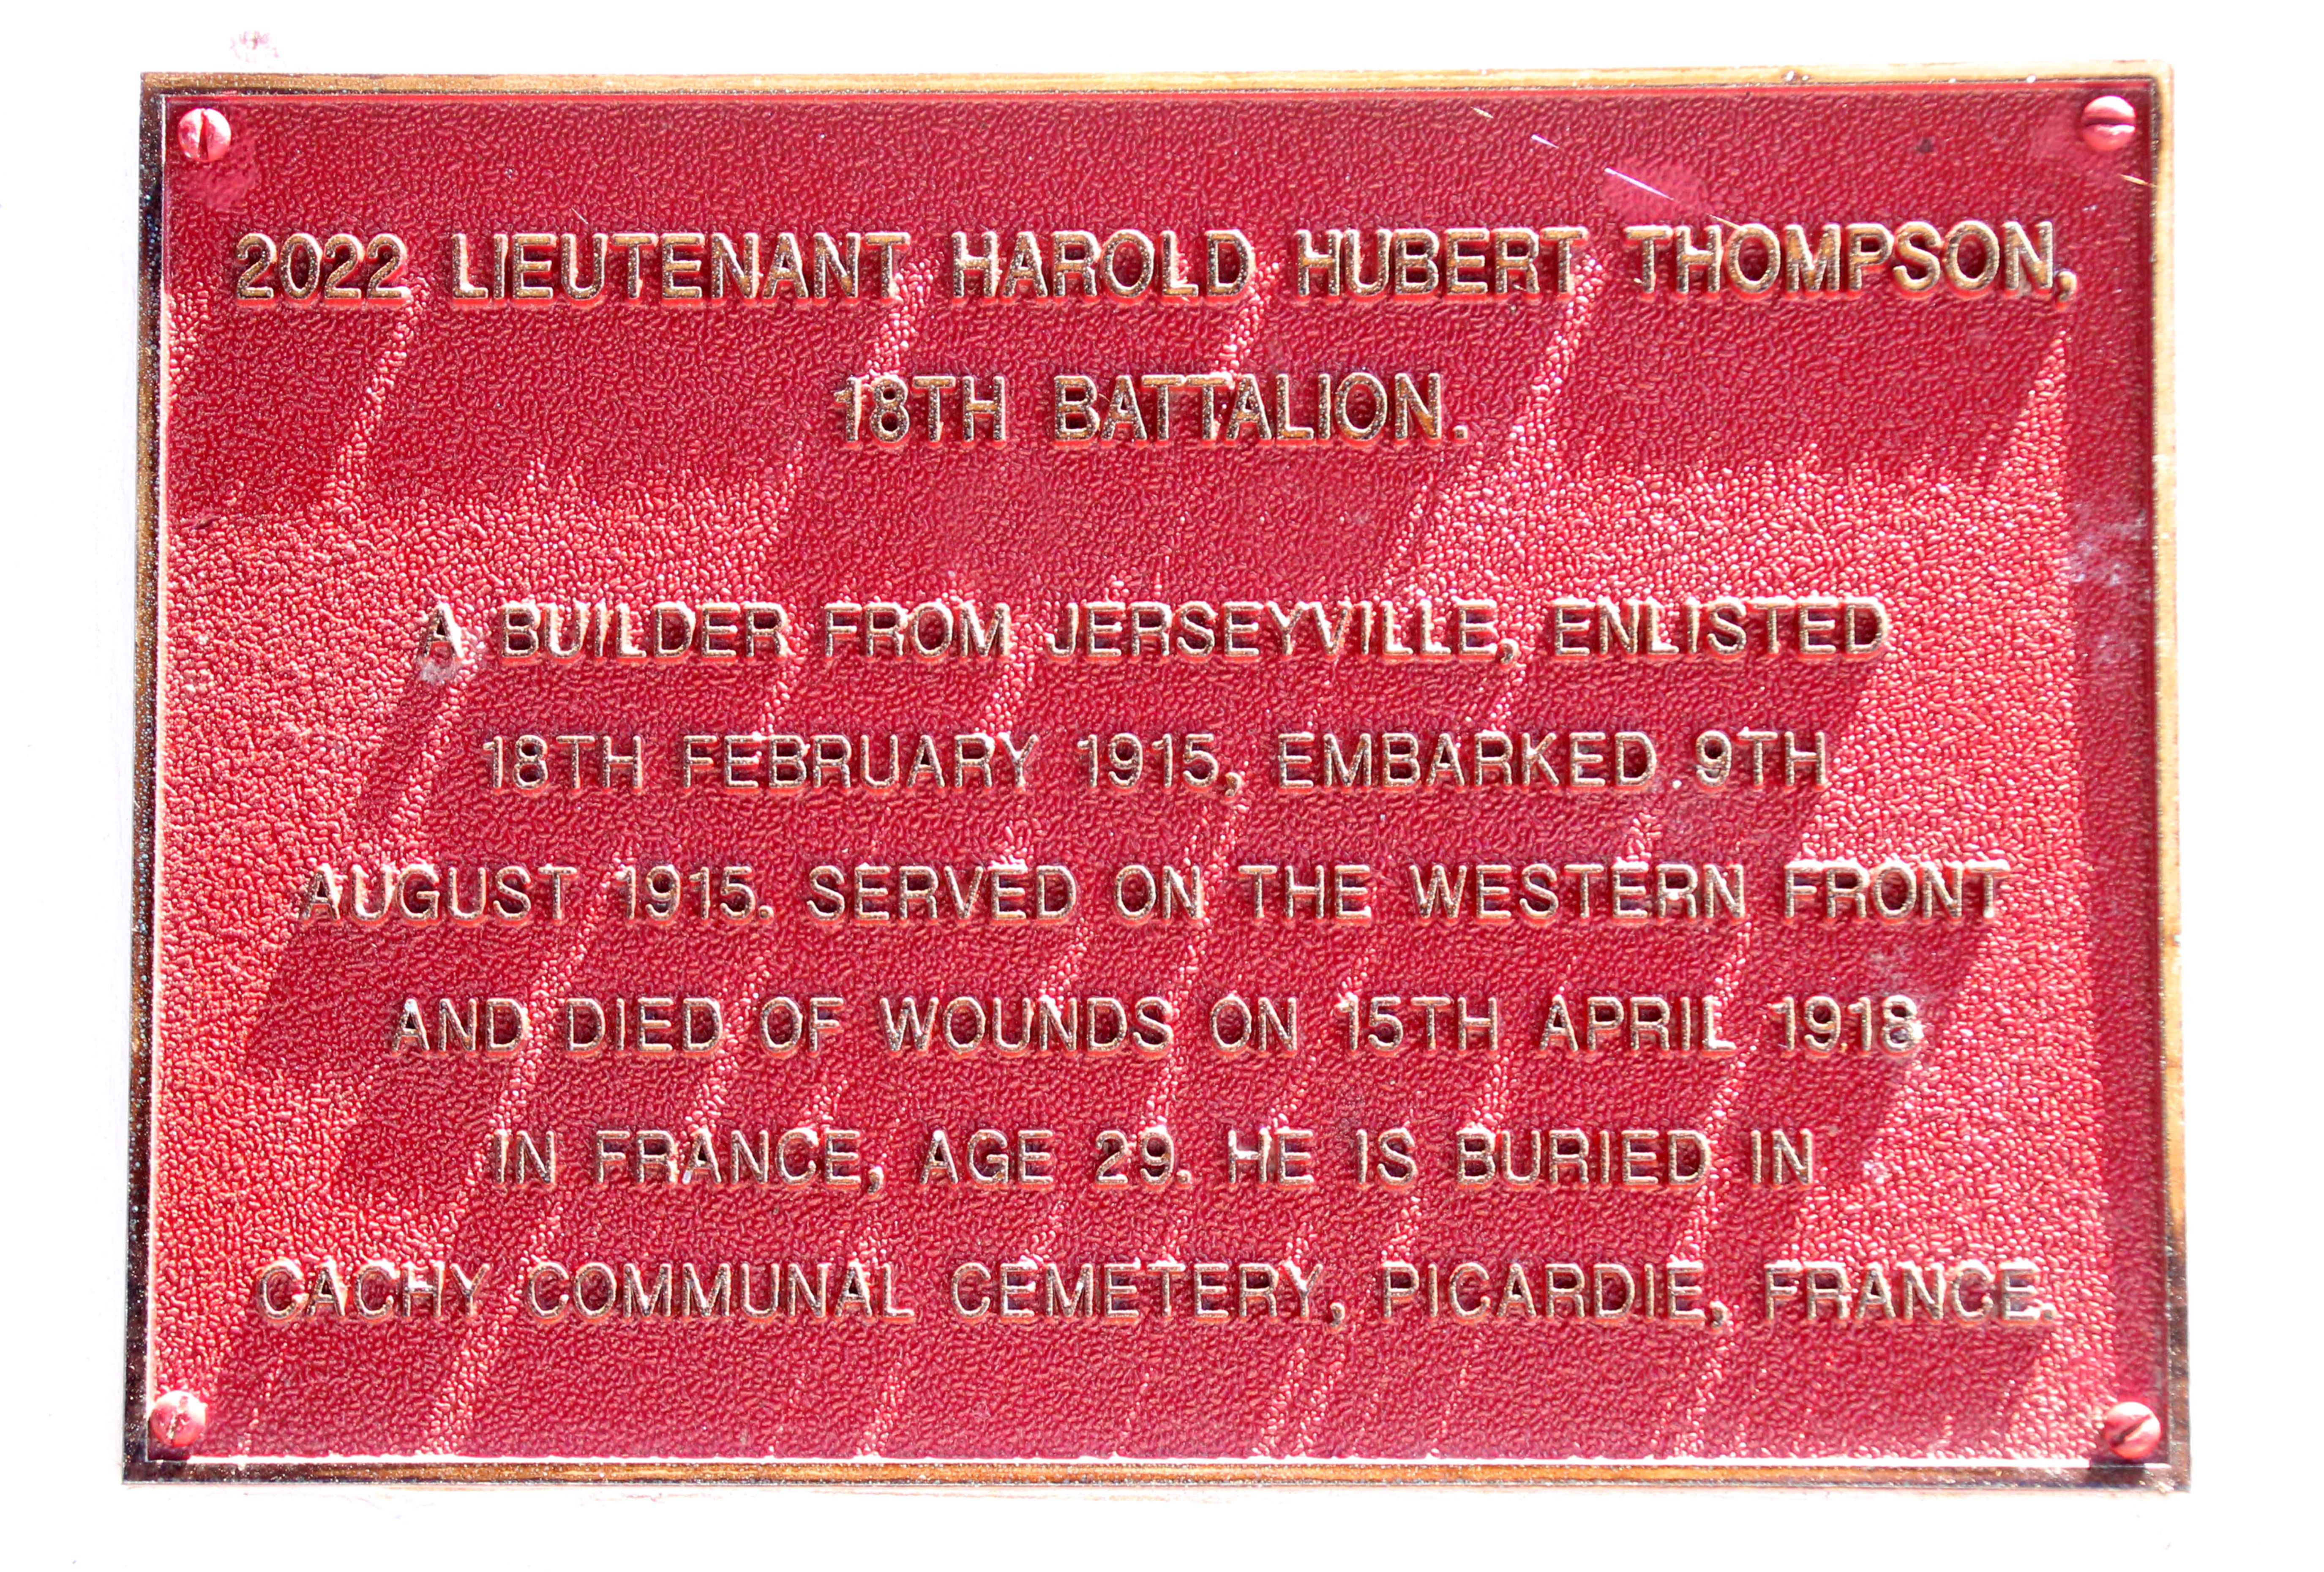 2022 LIEUTENANT HAROLD HUBERT THOMPSON,
18TH BATTALION.
A BUILDER FROM JERSEYVILLE, ENLISTED
18TH FEBRUARY 1915, EMBARKED 9TH
AUGUST 1915. SERVED ON THE WESTERN FRONT
AND DIED OF WOUNDS ON 15TH APRIL 1918
IN FRANCE, AGE 29. HE IS BURIED IN
CACHY COMMUNAL CEMETERY, PICARDIE, FRANCE.